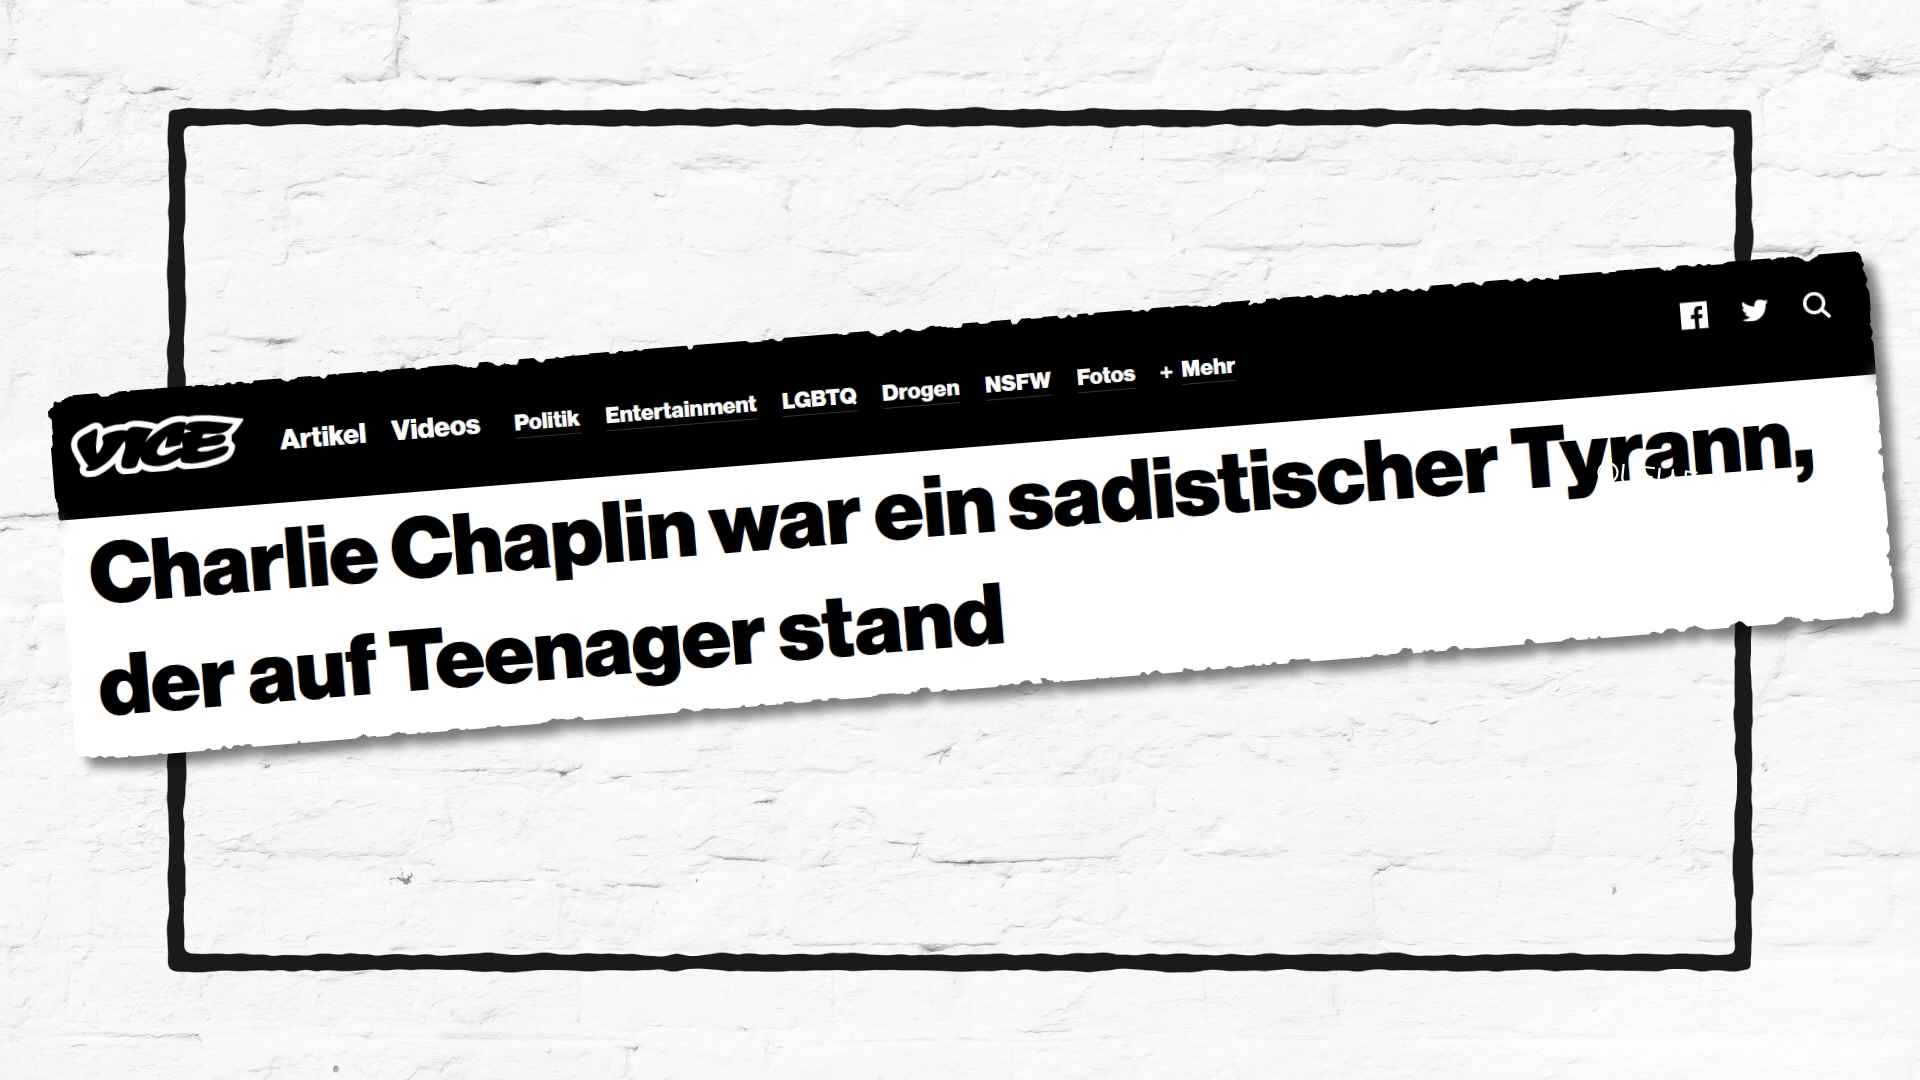 VICE Artikel Videos Politik Entertainment LGBTQ Drogen NSFW Fotos + Mehr
Charlie Chaplin war ein sadistischer Tyrann,
der auf Teenager stand